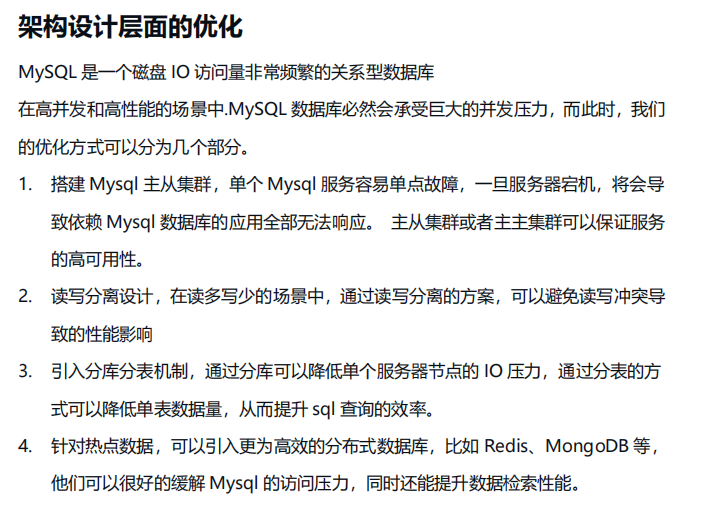 架构设计层面的优化
MySQL 是一个磁盘 IO 访问量非常频繁的关系型数据库
在高并发和高性能的场景中.MySQL 数据库必然会承受巨大的并发压力，而此时，我们
的优化方式可以分为几个部分。
1. 搭建 Mysql 主从集群，单个 Mysql 服务容易单点故障，一旦服务器宕机，将会导
致依赖 Mysql 数据库的应用全部无法响应。 主从集群或者主主集群可以保证服务
的高可用性。
2. 读写分离设计，在读多写少的场景中，通过读写分离的方案，可以避免读写冲突导
致的性能影响
3. 引入分库分表机制，通过分库可以降低单个服务器节点的 IO 压力，通过分表的方
式可以降低单表数据量，从而提升 sql 查询的效率。
4. 针对热点数据，可以引入更为高效的分布式数据库，比如 Redis、MongoDB 等，
他们可以很好的缓解 Mysql 的访问压力，同时还能提升数据检索性能。